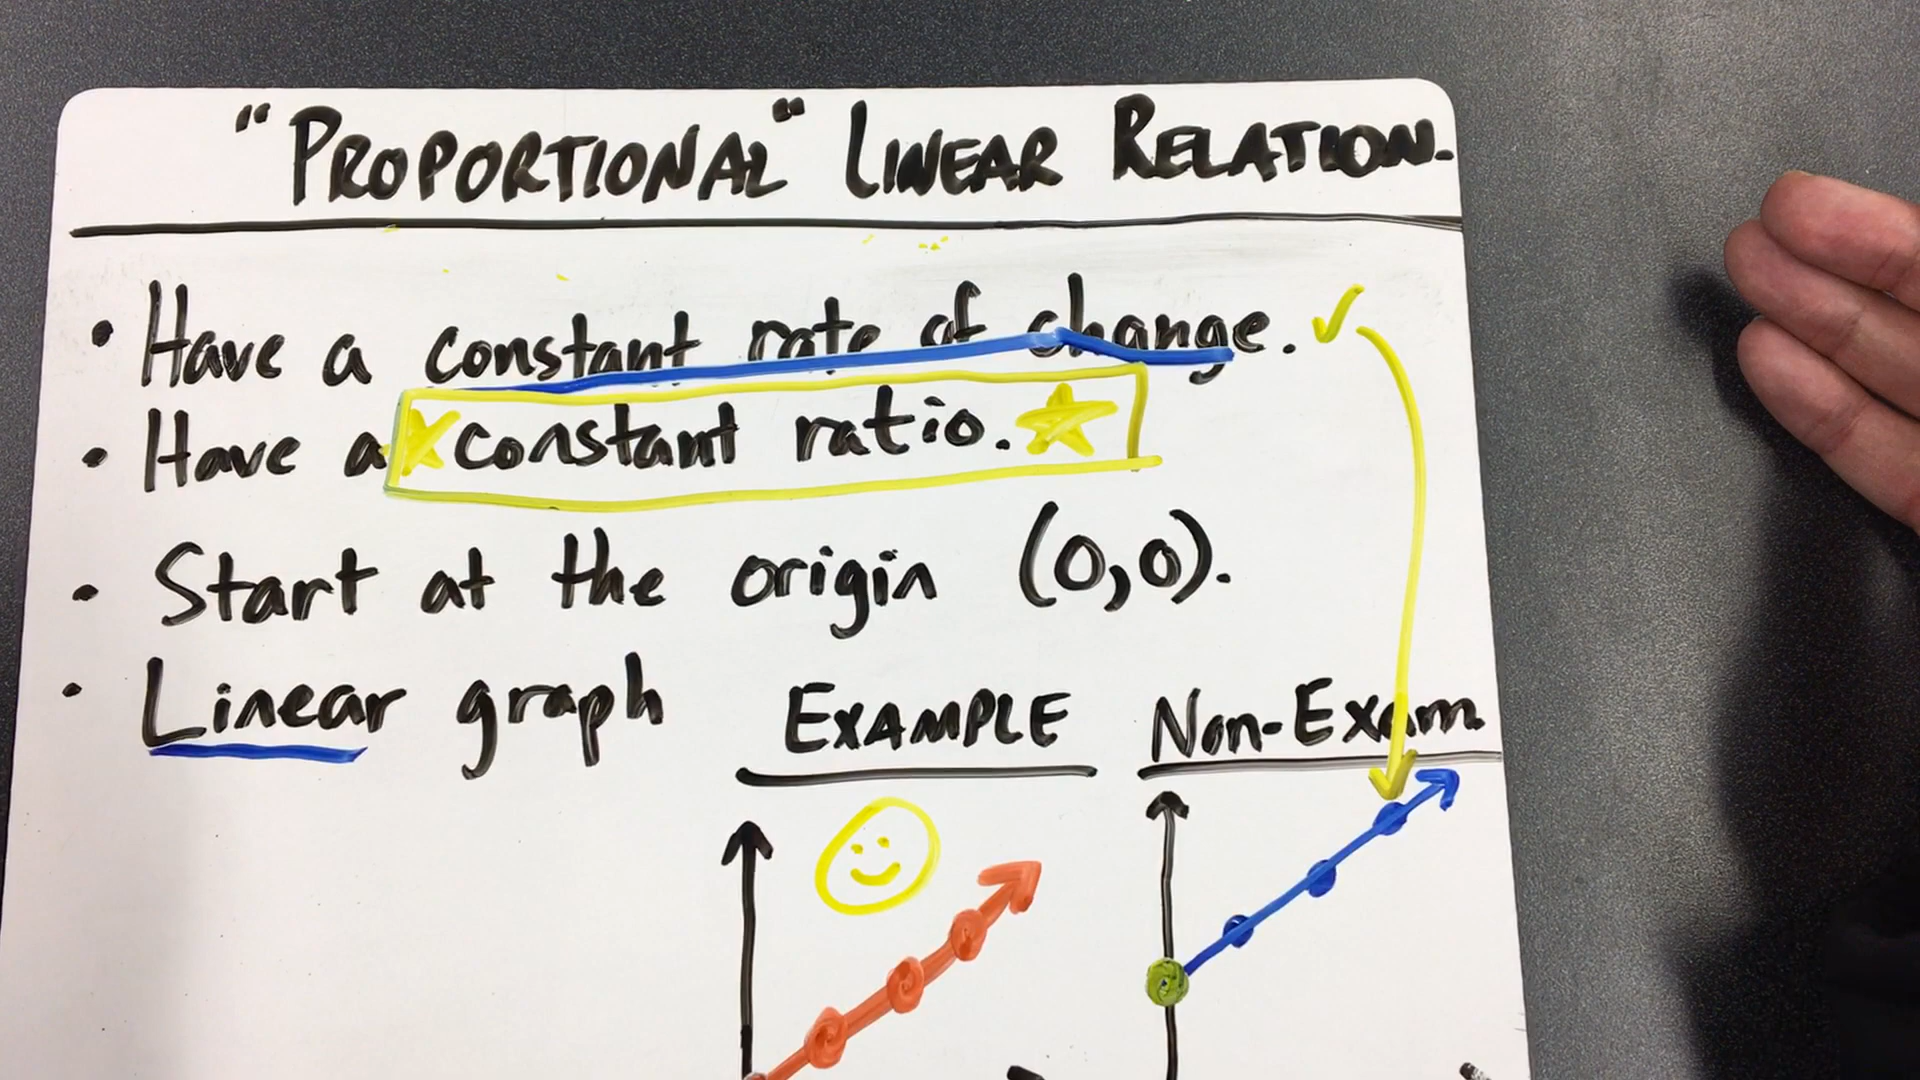 "PROPORTIONAL" LINEAR RELATION.
• Have a constant rate of change. ✓
• Have a constant ratio.
• Start at the origin (0,0).
• Linear graph
EXAMPLE Non-Exam.